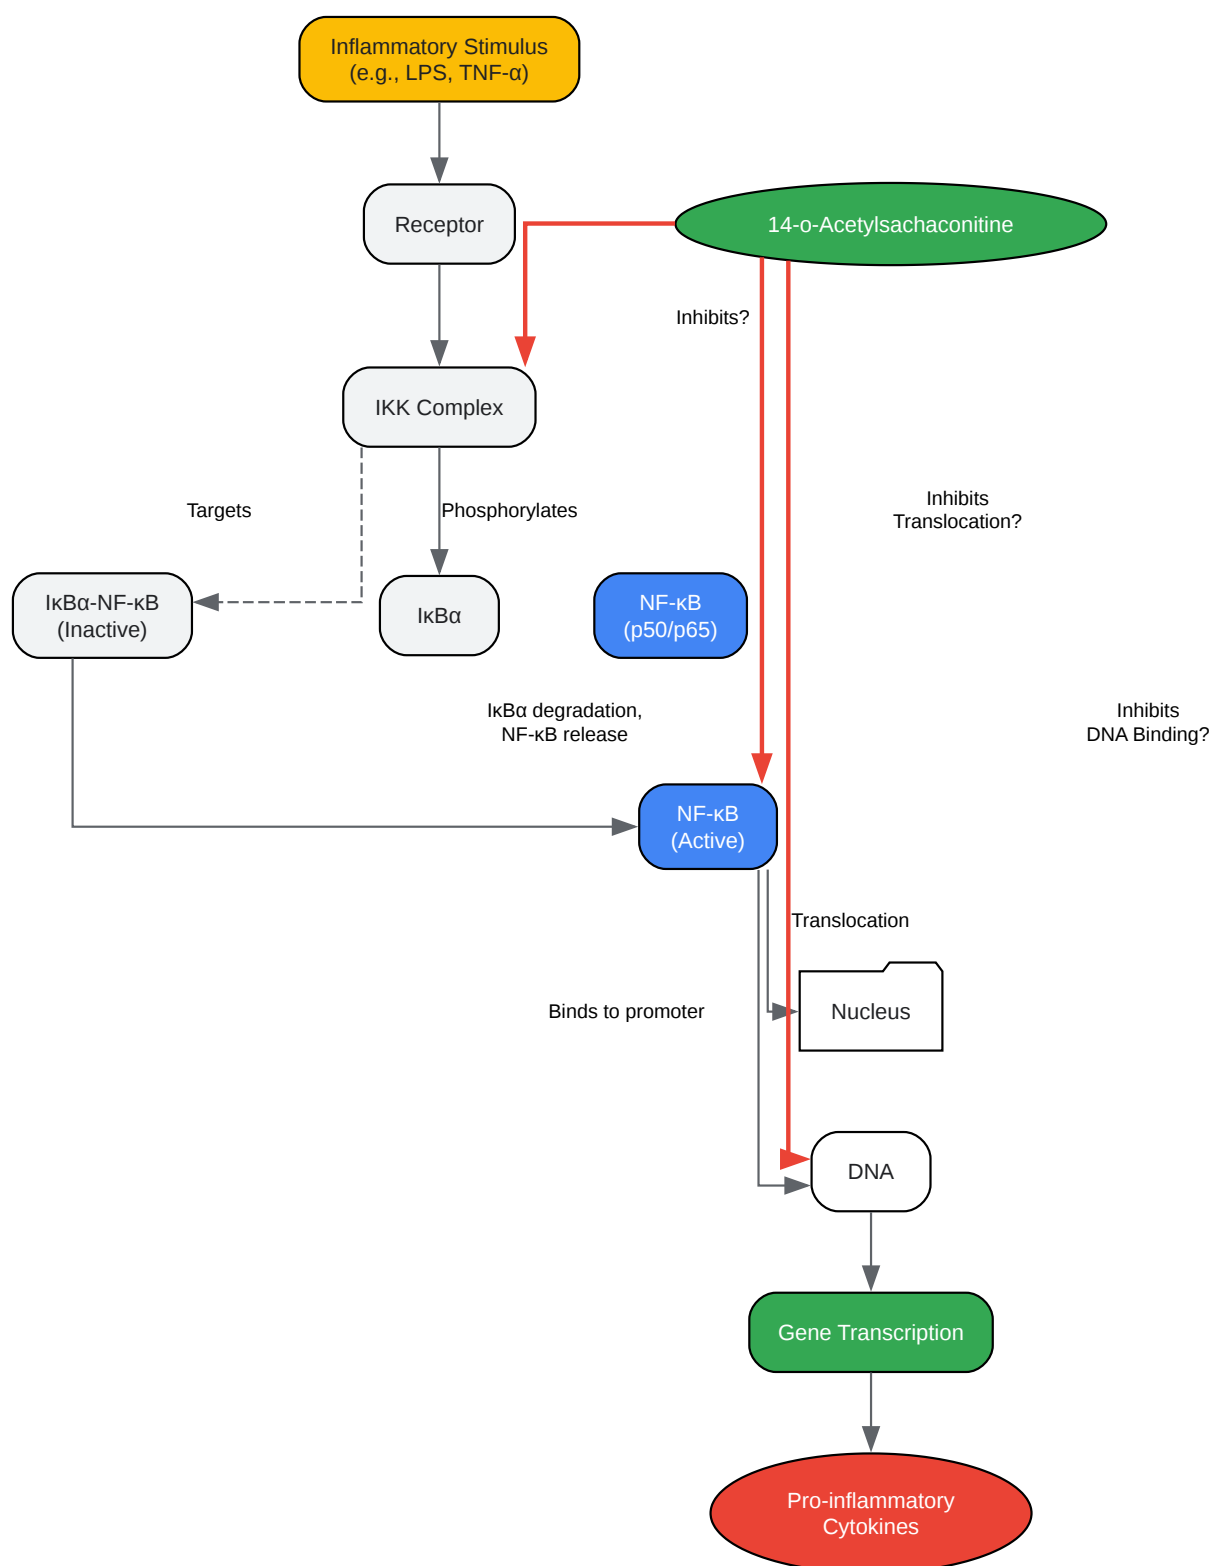 Inflammatory Stimulus
(e.g., LPS, TNF-α)
Receptor
14-o-Acetylsachaconitine
Inhibits?
IKK Complex
Targets
Phosphorylates
Inhibits
Translocation?
IκBα-NF-κB
(Inactive)
IκBα
NF-κB
(p50/p65)
IκBα degradation,
NF-κB release
Inhibits
DNA Binding?
NF-κB
(Active)
Translocation
Binds to promoter
Nucleus
DNA
Gene Transcription
Pro-inflammatory
Cytokines